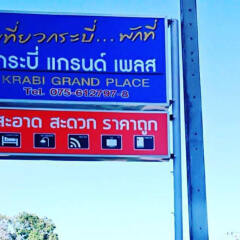 เที่ยวกระบี่...พักที่
กระบี่ แกรนด์ เพลส
KRABI GRAND PLACE
Tel. 075-612797-8
สะอาด สะดวก ราคาถูก